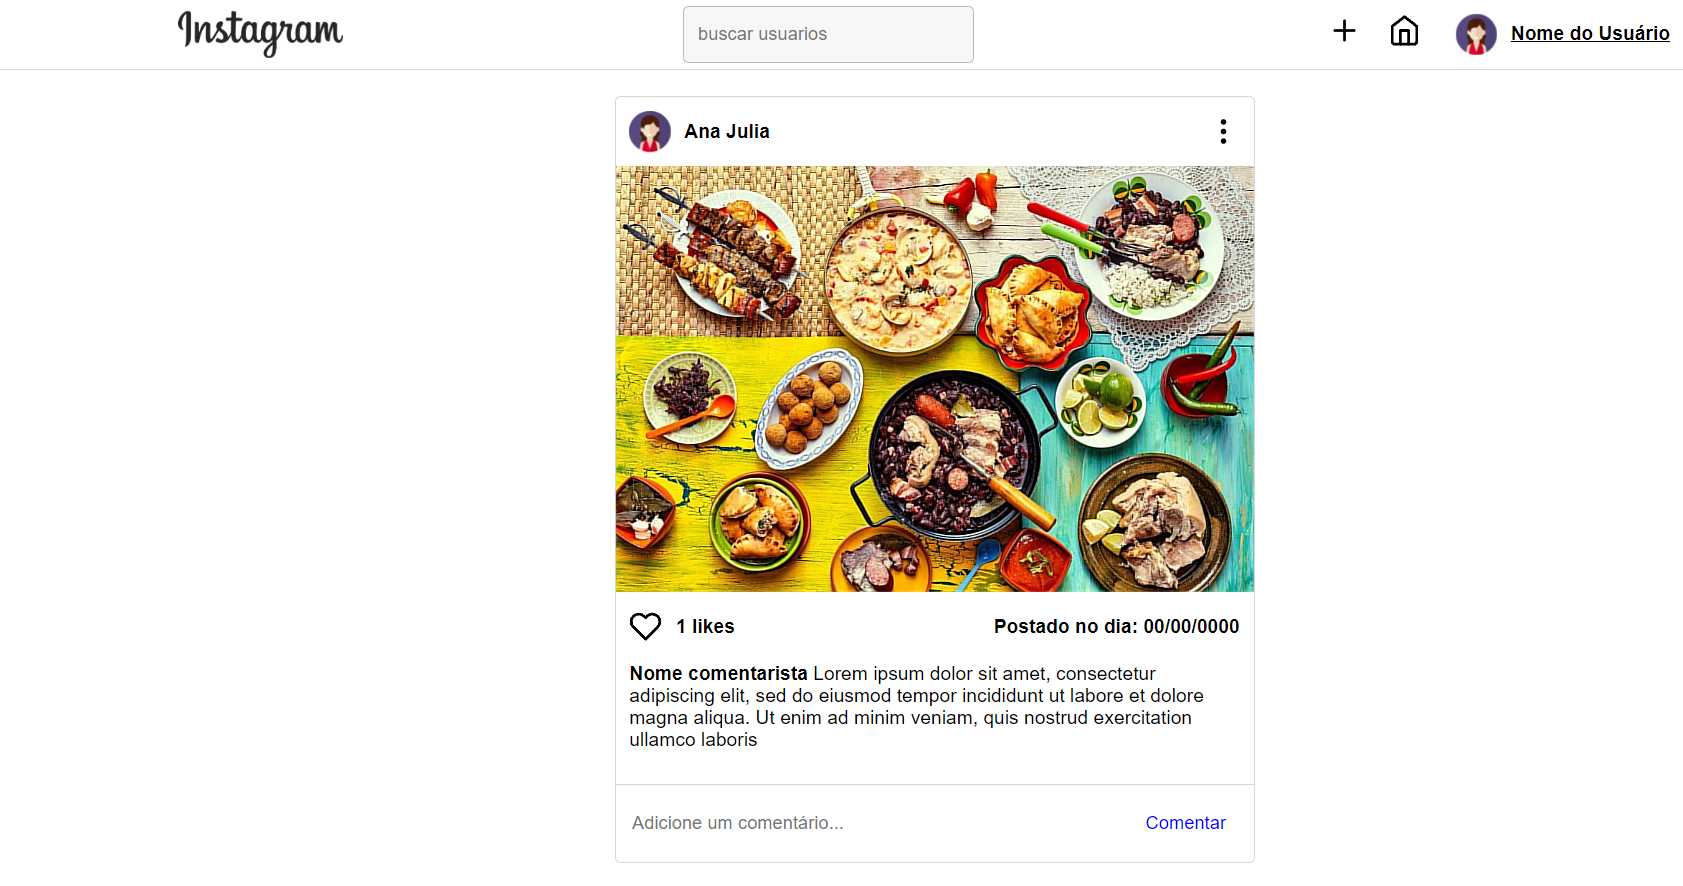 Instagram
buscar usuarios
Nome do Usuário
Ana Julia
1 likes
Postado no dia: 00/00/0000
Nome comentarista Lorem ipsum dolor sit amet, consectetur
adipiscing elit, sed do eiusmod tempor incididunt ut labore et dolore
magna aliqua. Ut enim ad minim veniam, quis nostrud exercitation
ullamco laboris
Adicione um comentário...
Comentar